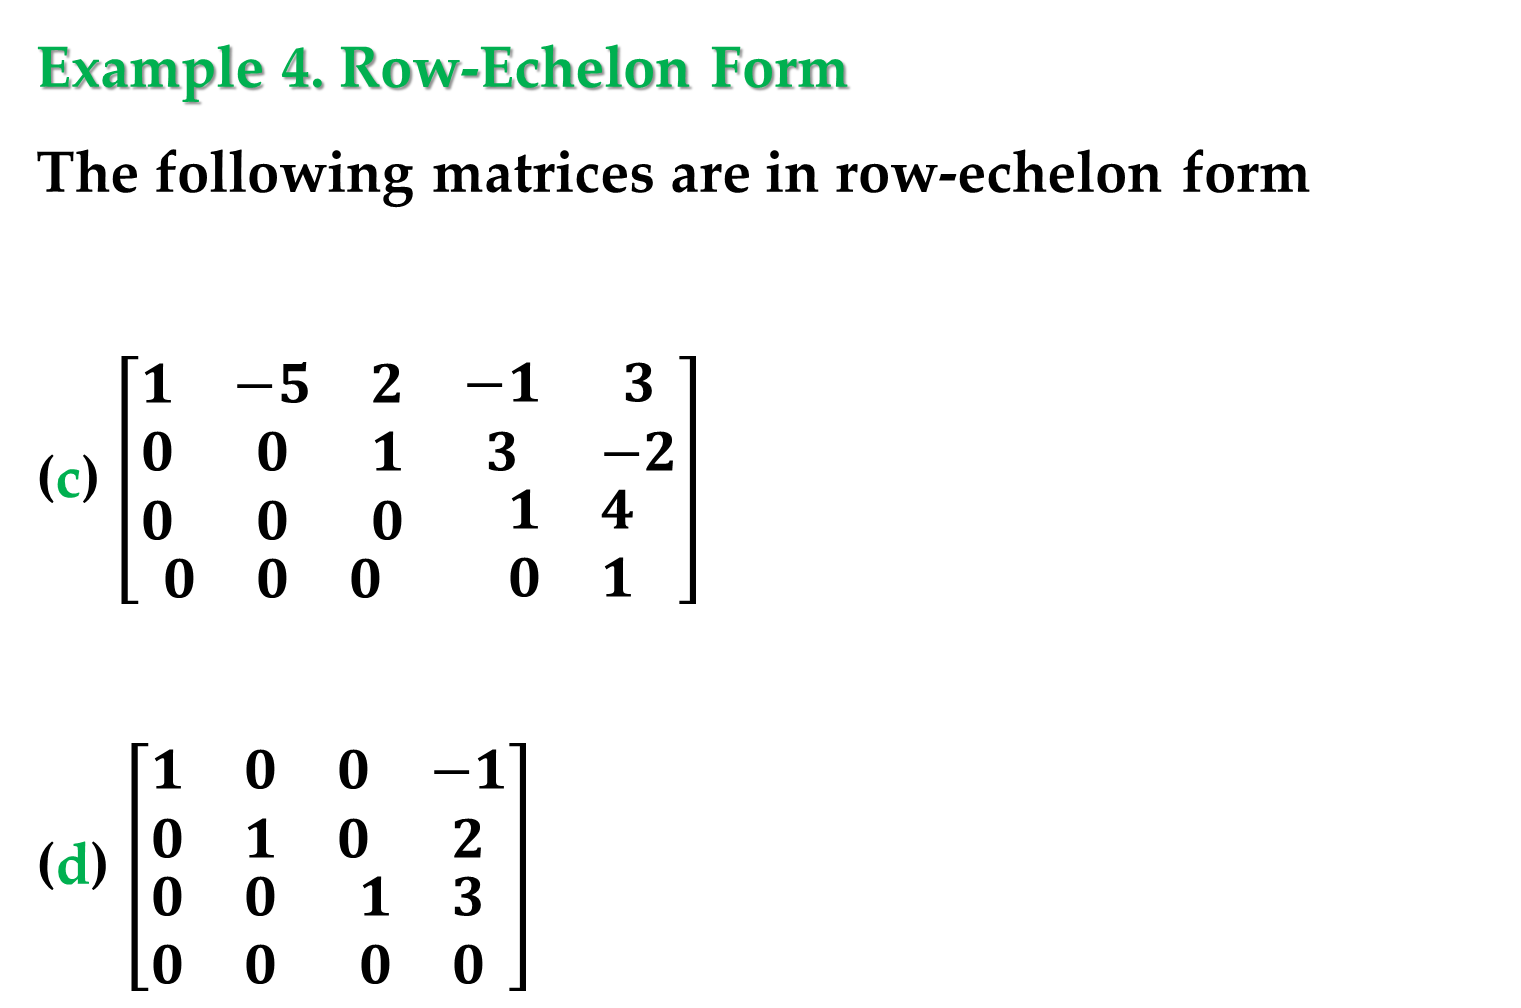 Example 4. Row-Echelon Form
The following matrices are in row-echelon form
(c)
1 −5 2 −1 3
0 0 1 3 −2
0 0 0 1 4
0 0 0 0 1
(d)
1 0 0 −1
0 1 0 2
0 0 1 3
0 0 0 0